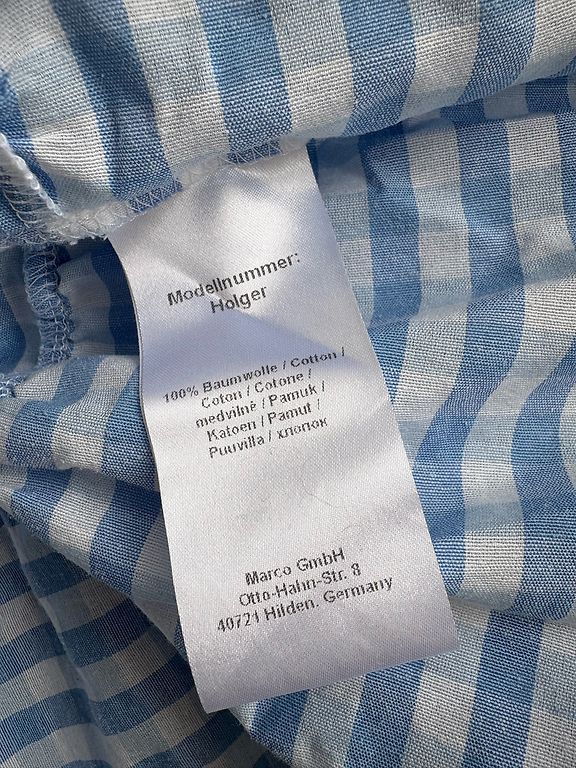 Modellnummer:
Holger
100% Baumwolle / Cotton /
Coton / Cotone /
medvilnė / Pamuk /
Katoen / Pamut /
Puuvilla / хлопок
Marco GmbH
Otto-Hahn-Str. 8
40721 Hilden, Germany